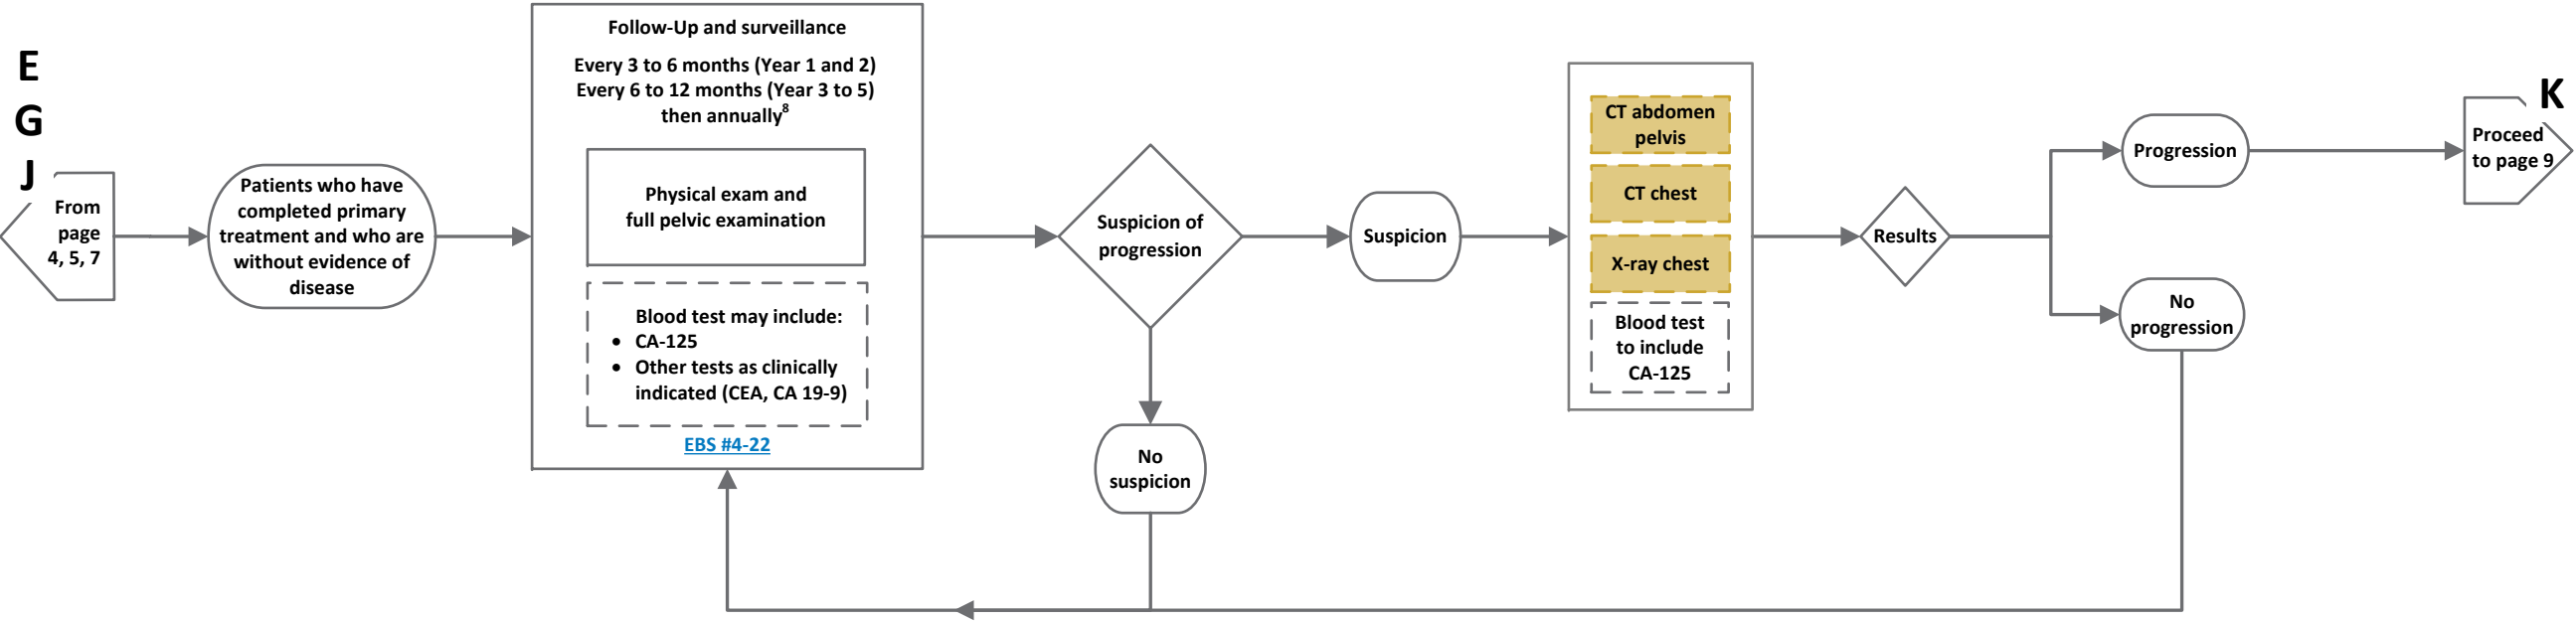 E
G
J
From
page
4, 5, 7
Patients who have
completed primary
treatment and who are
without evidence of
disease
Follow-Up and surveillance
Every 3 to 6 months (Year 1 and 2)
Every 6 to 12 months (Year 3 to 5)
then annually8
Physical exam and
full pelvic examination
Blood test may include:
• CA-125
• Other tests as clinically
indicated (CEA, CA 19-9)
EBS #4-22
Suspicion of
progression
No
suspicion
Suspicion
CT abdomen
pelvis
CT chest
X-ray chest
Blood test
to include
CA-125
Results
Progression
No
progression
K
Proceed
to page 9